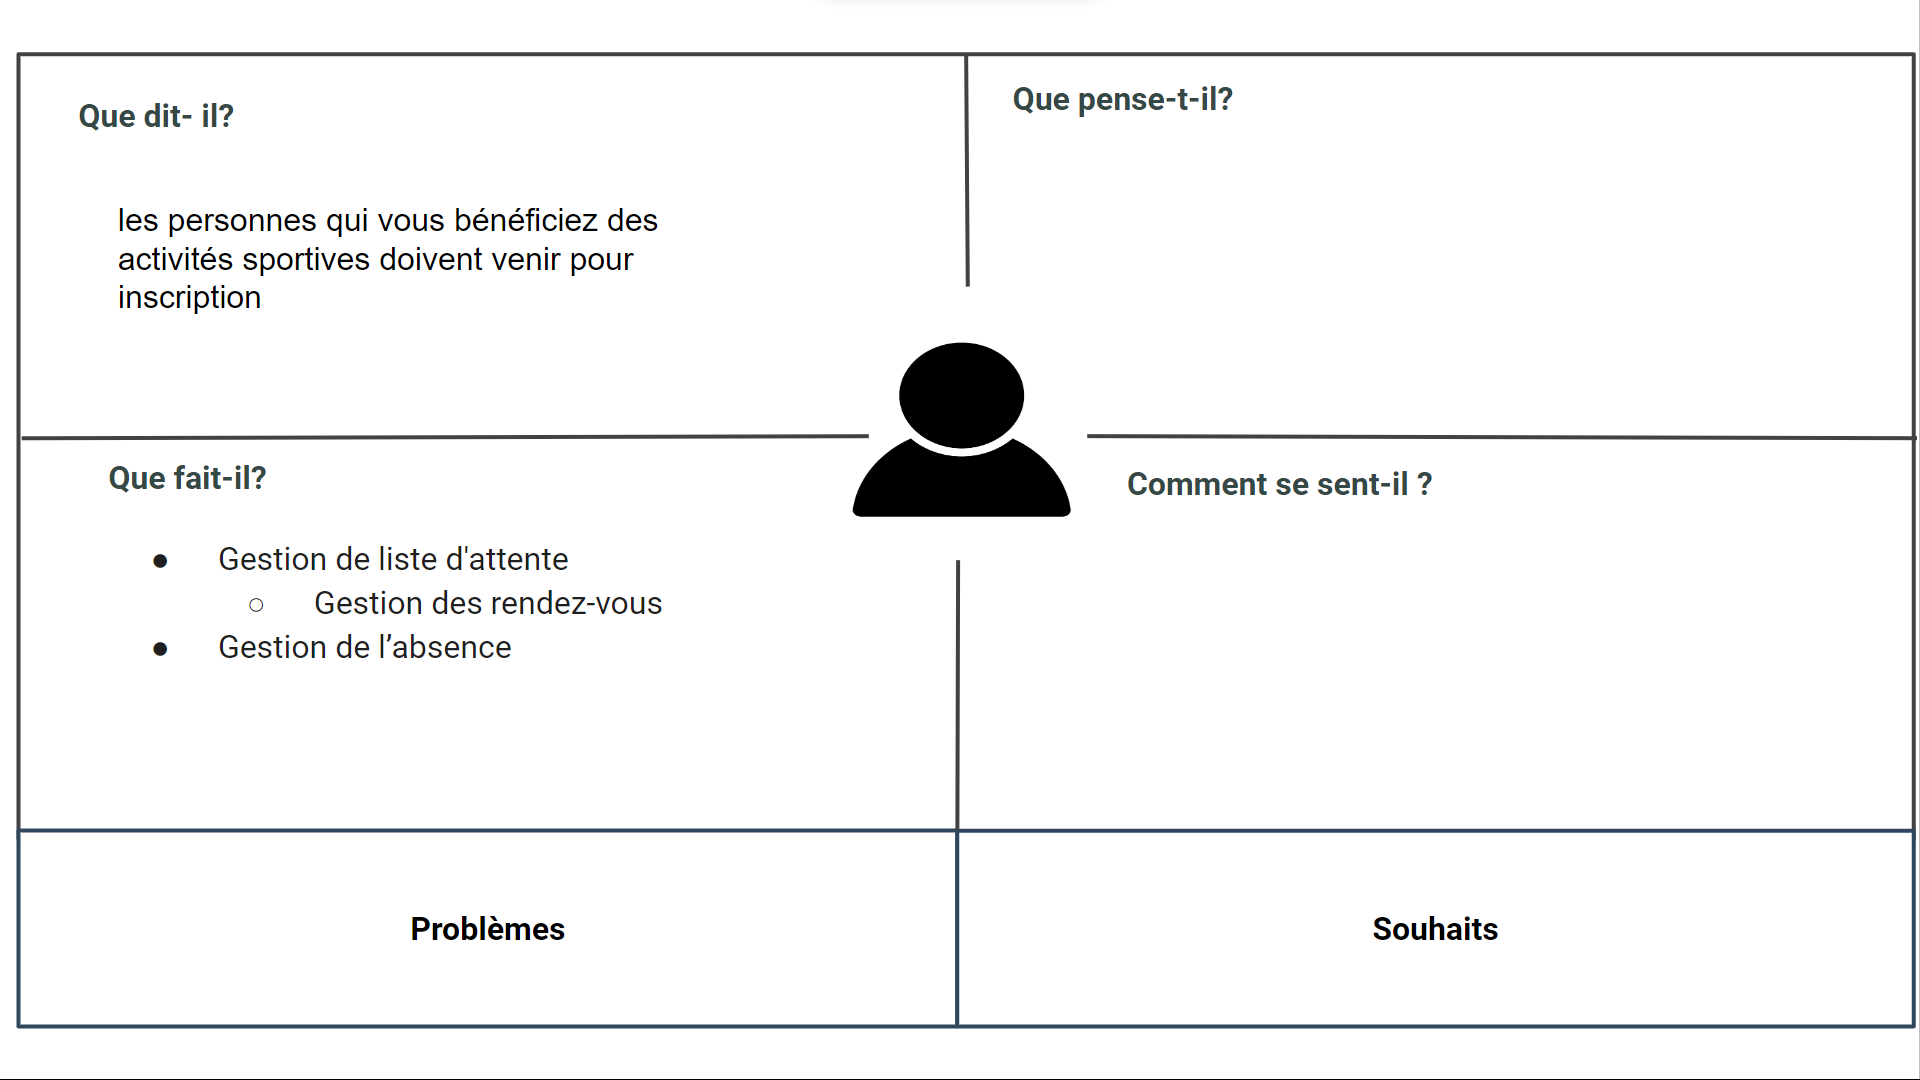 Que dit- il?
les personnes qui vous bénéficiez des
activités sportives doivent venir pour
inscription
Que pense-t-il?
Que fait-il?
● Gestion de liste d'attente
○ Gestion des rendez-vous
● Gestion de l’absence
Comment se sent-il ?
Problèmes
Souhaits